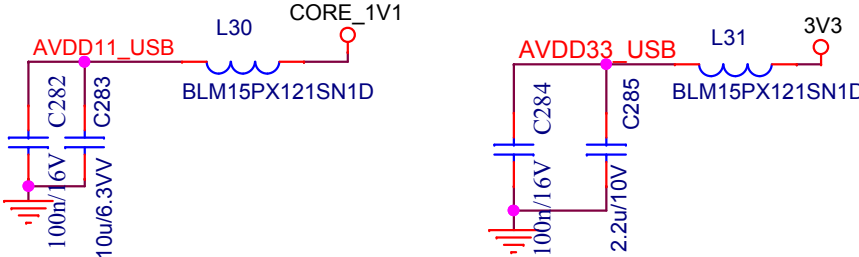 CORE_1V1
L30
AVDD11_USB
BLM15PX121SN1D
C282
100n/16V
C283
10u/6.3VV
3V3
L31
AVDD33_USB
BLM15PX121SN1D
C284
100n/16V
C285
2.2u/10V